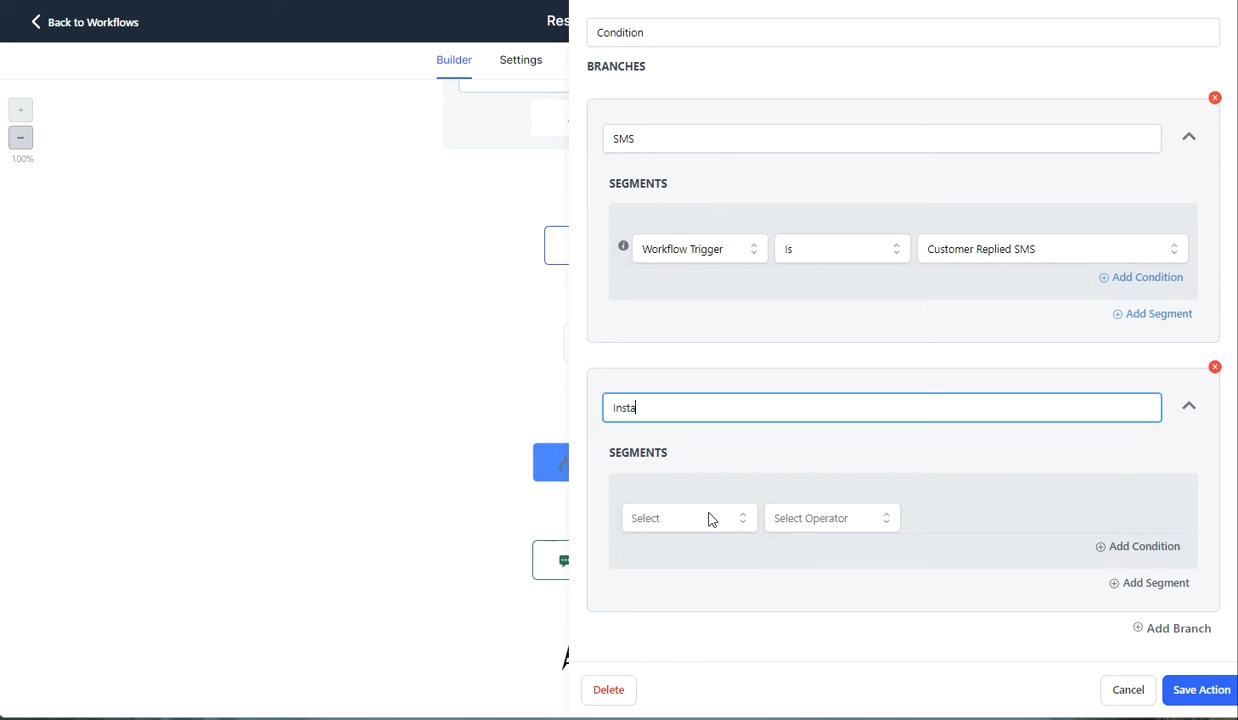 Back to Workflows
Res
Builder Settings
+
−
100%
Condition
BRANCHES
SMS
SEGMENTS
Workflow Trigger Is Customer Replied SMS
Add Condition
Add Segment
Insta
SEGMENTS
Select Select Operator
Add Condition
Add Segment
Add Branch
Delete Cancel Save Action